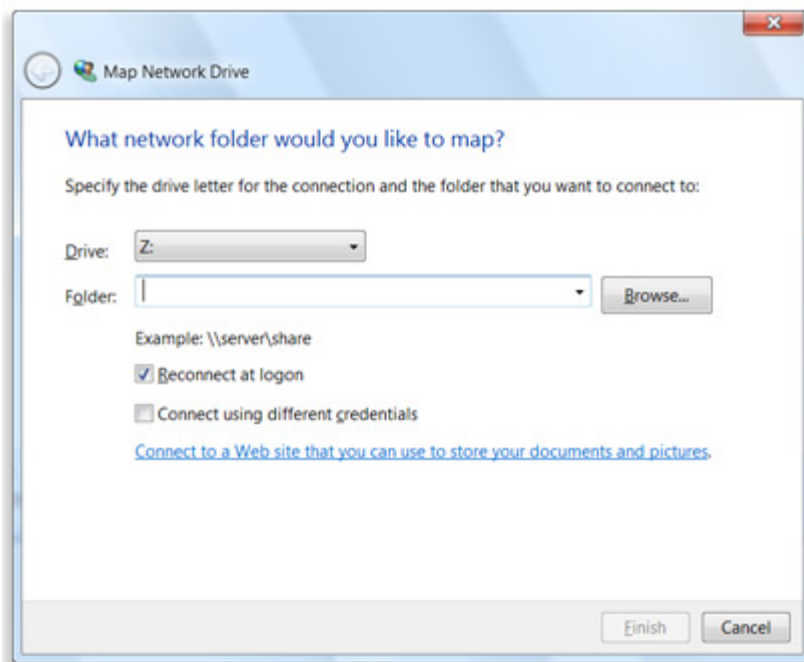 Map Network Drive
What network folder would you like to map?
Specify the drive letter for the connection and the folder that you want to connect to:
Drive: Z:
Folder: Browse...
Example: \\server\share
Reconnect at logon
Connect using different credentials
Connect to a Web site that you can use to store your documents and pictures.
Finish Cancel